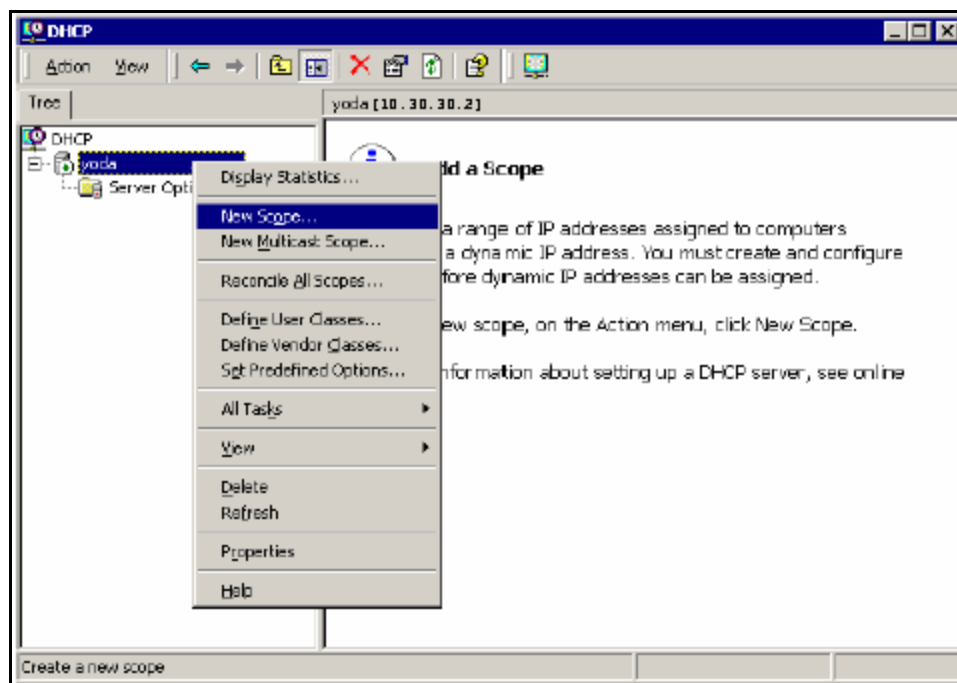 DHCP
Action View
Tree
yoda [10.30.30.2]
DHCP
yoda
Server Opti
dd a Scope
a range of IP addresses assigned to computers
a dynamic IP address. You must create and configure
fore dynamic IP addresses can be assigned.
ew scope, on the Action menu, click New Scope.
nformation about setting up a DHCP server, see online
Display Statistics...
New Scope...
New Multicast Scope...
Reconcile All Scopes...
Define User Classes...
Define Vendor Classes...
Set Predefined Options...
All Tasks
View
Delete
Refresh
Properties
Help
Create a new scope